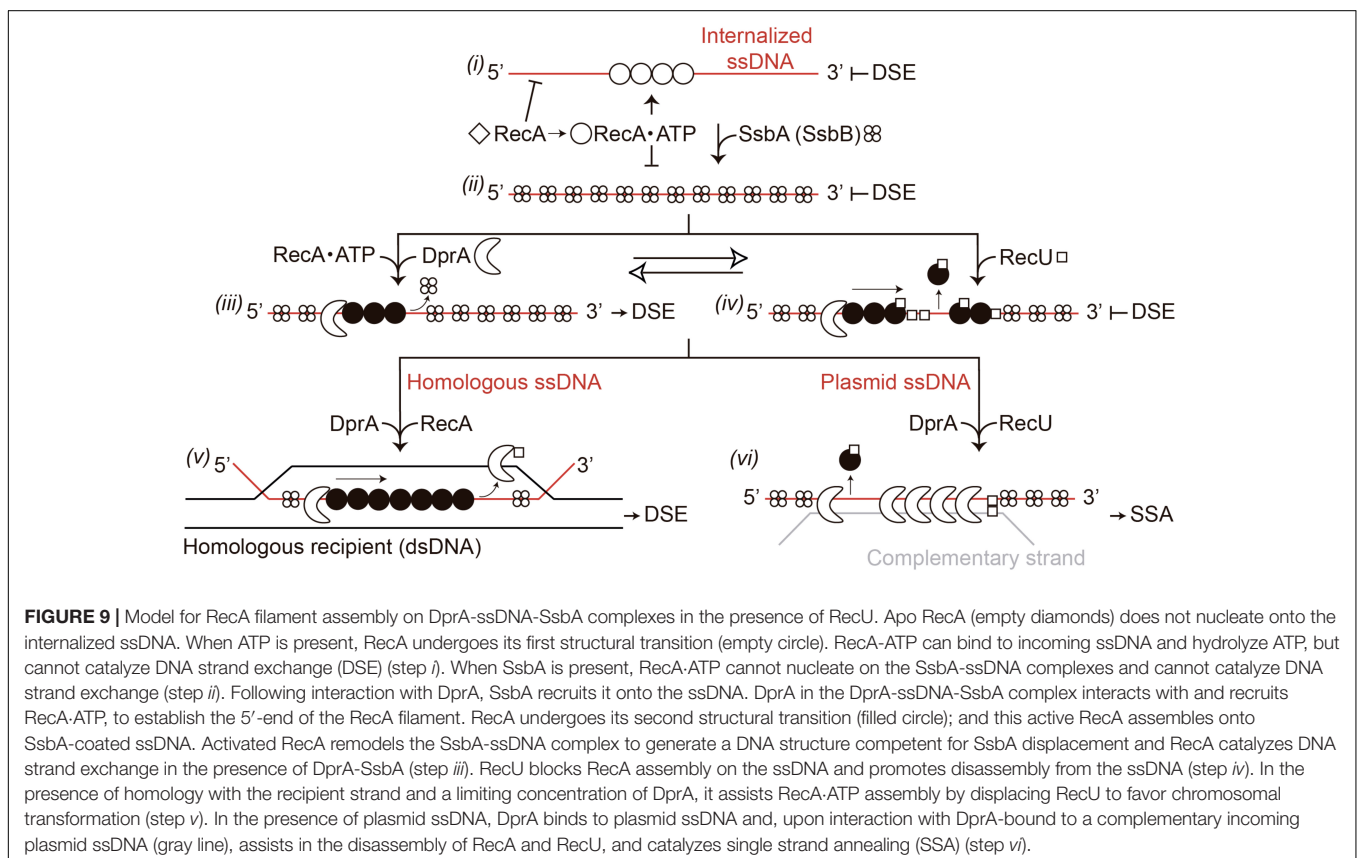 Internalized
ssDNA
(i) 5’ 3’ DSE
RecA RecA·ATP SsbA (SsbB)
(ii) 5’ 3’ DSE
RecA·ATP DprA RecU
(iii) 5’ 3’ DSE (iv) 5’ 3’ DSE
Homologous ssDNA Plasmid ssDNA
DprA RecA DprA RecU
(v) 5’ 3’ (vi)
5’ 3’
DSE SSA
Homologous recipient (dsDNA) Complementary strand
FIGURE 9 | Model for RecA filament assembly on DprA-ssDNA-SsbA complexes in the presence of RecU. Apo RecA (empty diamonds) does not nucleate onto the
internalized ssDNA. When ATP is present, RecA undergoes its first structural transition (empty circle). RecA-ATP can bind to incoming ssDNA and hydrolyze ATP, but
cannot catalyze DNA strand exchange (DSE) (step i). When SsbA is present, RecA·ATP cannot nucleate on the SsbA-ssDNA complexes and cannot catalyze DNA
strand exchange (step ii). Following interaction with DprA, SsbA recruits it onto the ssDNA. DprA in the DprA-ssDNA-SsbA complex interacts with and recruits
RecA·ATP, to establish the 5′-end of the RecA filament. RecA undergoes its second structural transition (filled circle); and this active RecA assembles onto
SsbA-coated ssDNA. Activated RecA remodels the SsbA-ssDNA complex to generate a DNA structure competent for SsbA displacement and RecA catalyzes DNA
strand exchange in the presence of DprA-SsbA (step iii). RecU blocks RecA assembly on the ssDNA and promotes disassembly from the ssDNA (step iv). In the
presence of homology with the recipient strand and a limiting concentration of DprA, it assists RecA·ATP assembly by displacing RecU to favor chromosomal
transformation (step v). In the presence of plasmid ssDNA, DprA binds to plasmid ssDNA and, upon interaction with DprA-bound to a complementary incoming
plasmid ssDNA (gray line), assists in the disassembly of RecA and RecU, and catalyzes single strand annealing (SSA) (step vi).